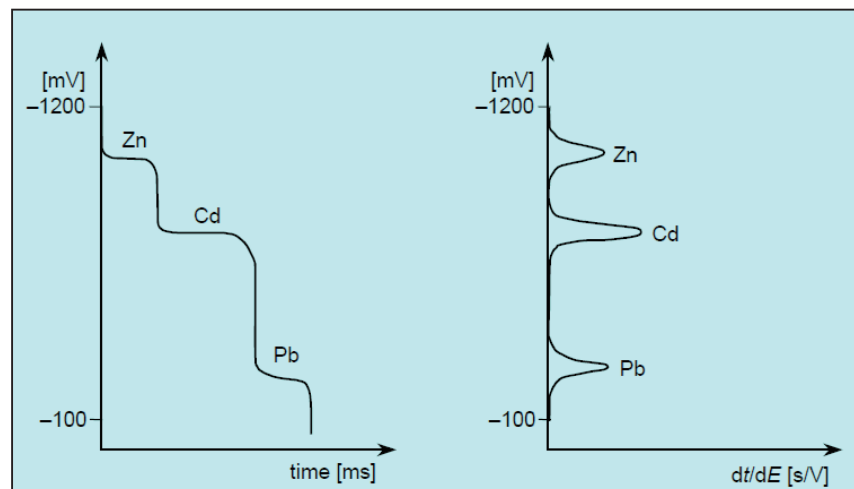 [mV]
–1200
Zn
Cd
Pb
–100
time [ms]
[mV]
–1200
Zn
Cd
Pb
–100
dt/dE [s/V]